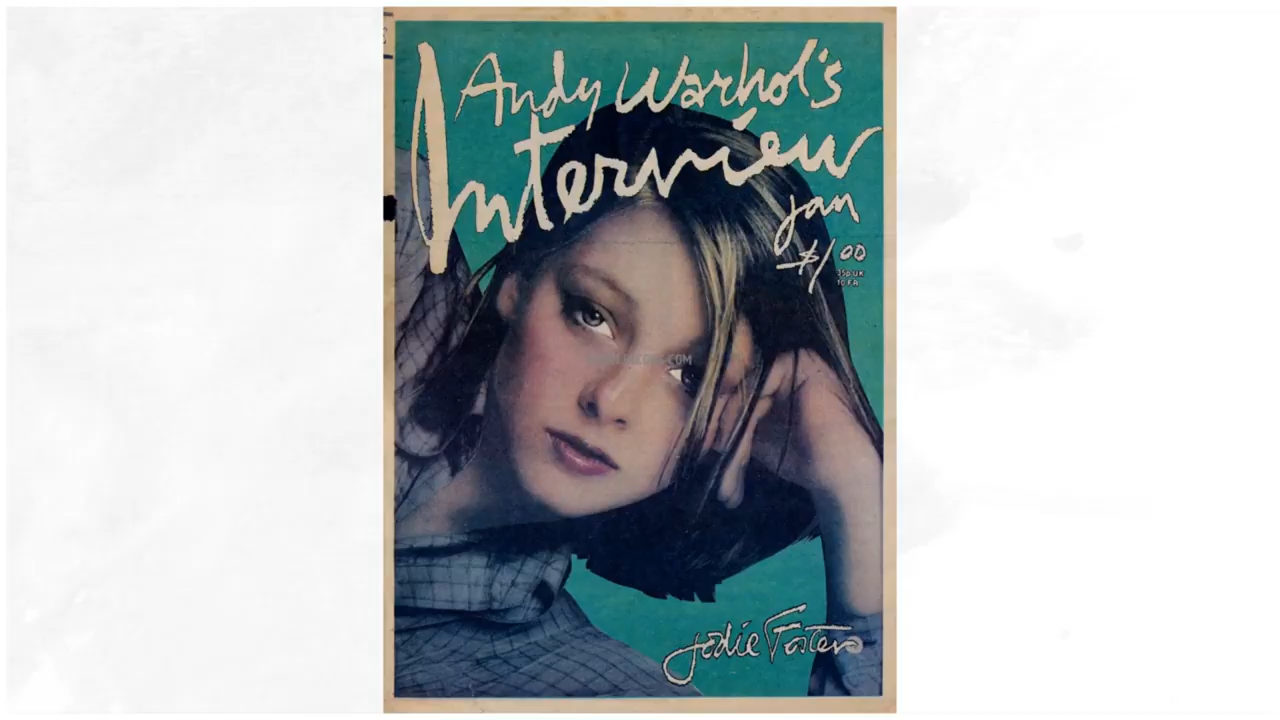 Andy Warhol's
Interview
jan
$1.00
35p UK
10 FR
Jodie Foster